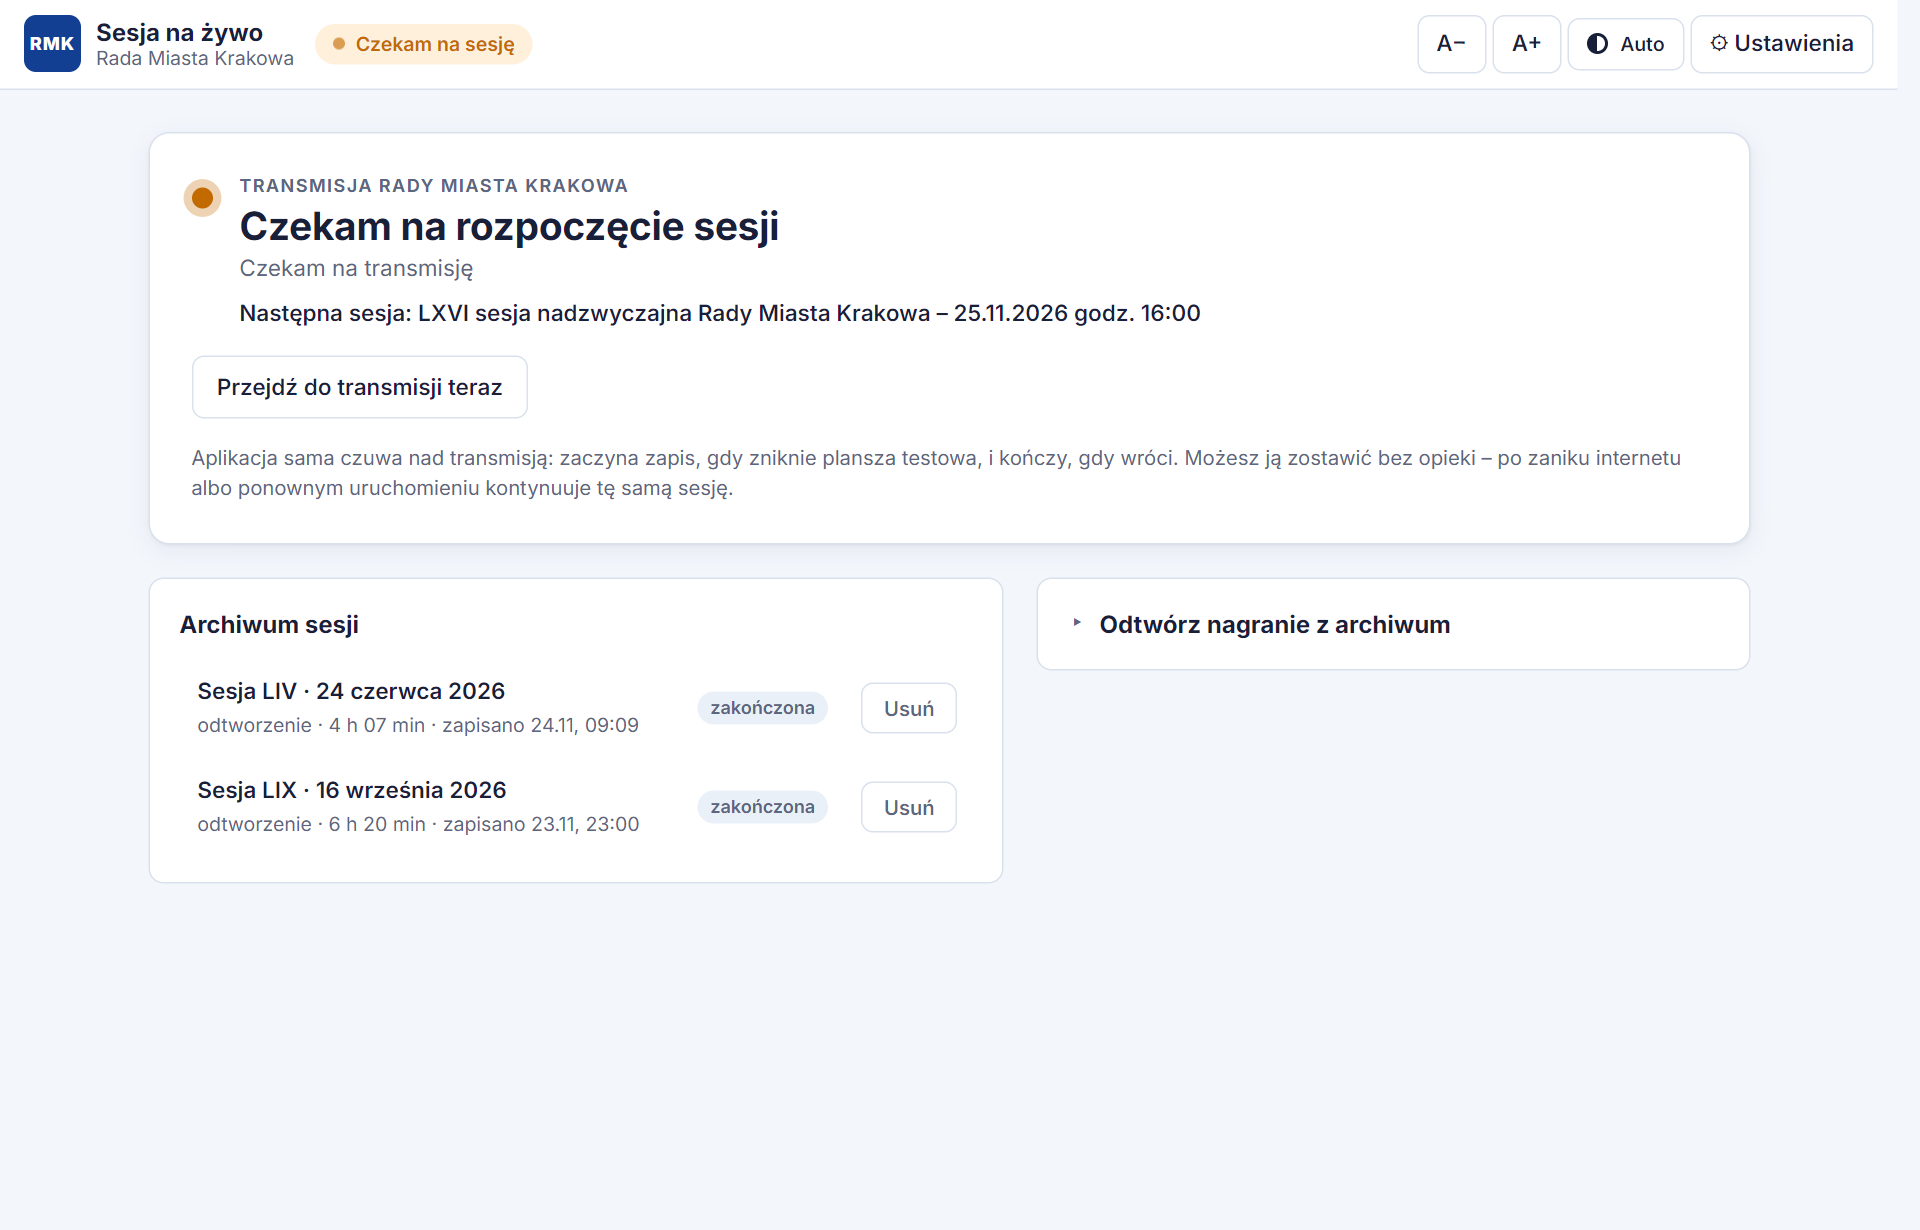 RMK
Sesja na żywo
Rada Miasta Krakowa
Czekam na sesję
A−
A+
Auto
Ustawienia
TRANSMISJA RADY MIASTA KRAKOWA
Czekam na rozpoczęcie sesji
Czekam na transmisję
Następna sesja: LXVI sesja nadzwyczajna Rady Miasta Krakowa – 25.11.2026 godz. 16:00
Przejdź do transmisji teraz
Aplikacja sama czuwa nad transmisją: zaczyna zapis, gdy zniknie plansza testowa, i kończy, gdy wróci. Możesz ją zostawić bez opieki – po zaniku internetu
albo ponownym uruchomieniu kontynuuje tę samą sesję.
Archiwum sesji
Sesja LIV · 24 czerwca 2026
odtworzenie · 4 h 07 min · zapisano 24.11, 09:09
zakończona
Usuń
Sesja LIX · 16 września 2026
odtworzenie · 6 h 20 min · zapisano 23.11, 23:00
zakończona
Usuń
Odtwórz nagranie z archiwum